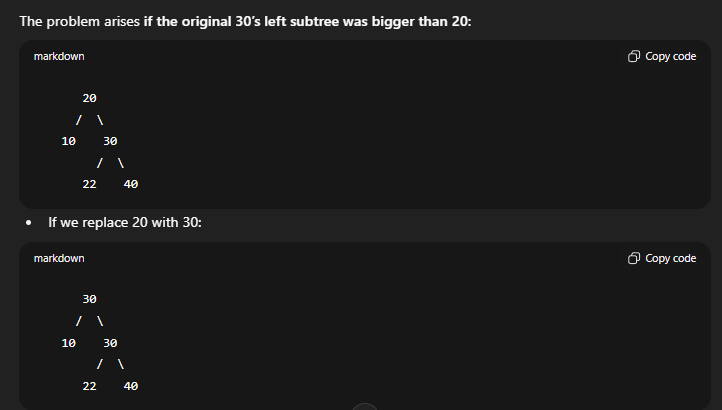 The problem arises if the original 30's left subtree was bigger than 20:
markdown Copy code
20
/ \
10 30
/ \
22 40
• If we replace 20 with 30:
markdown Copy code
30
/ \
10 30
/ \
22 40